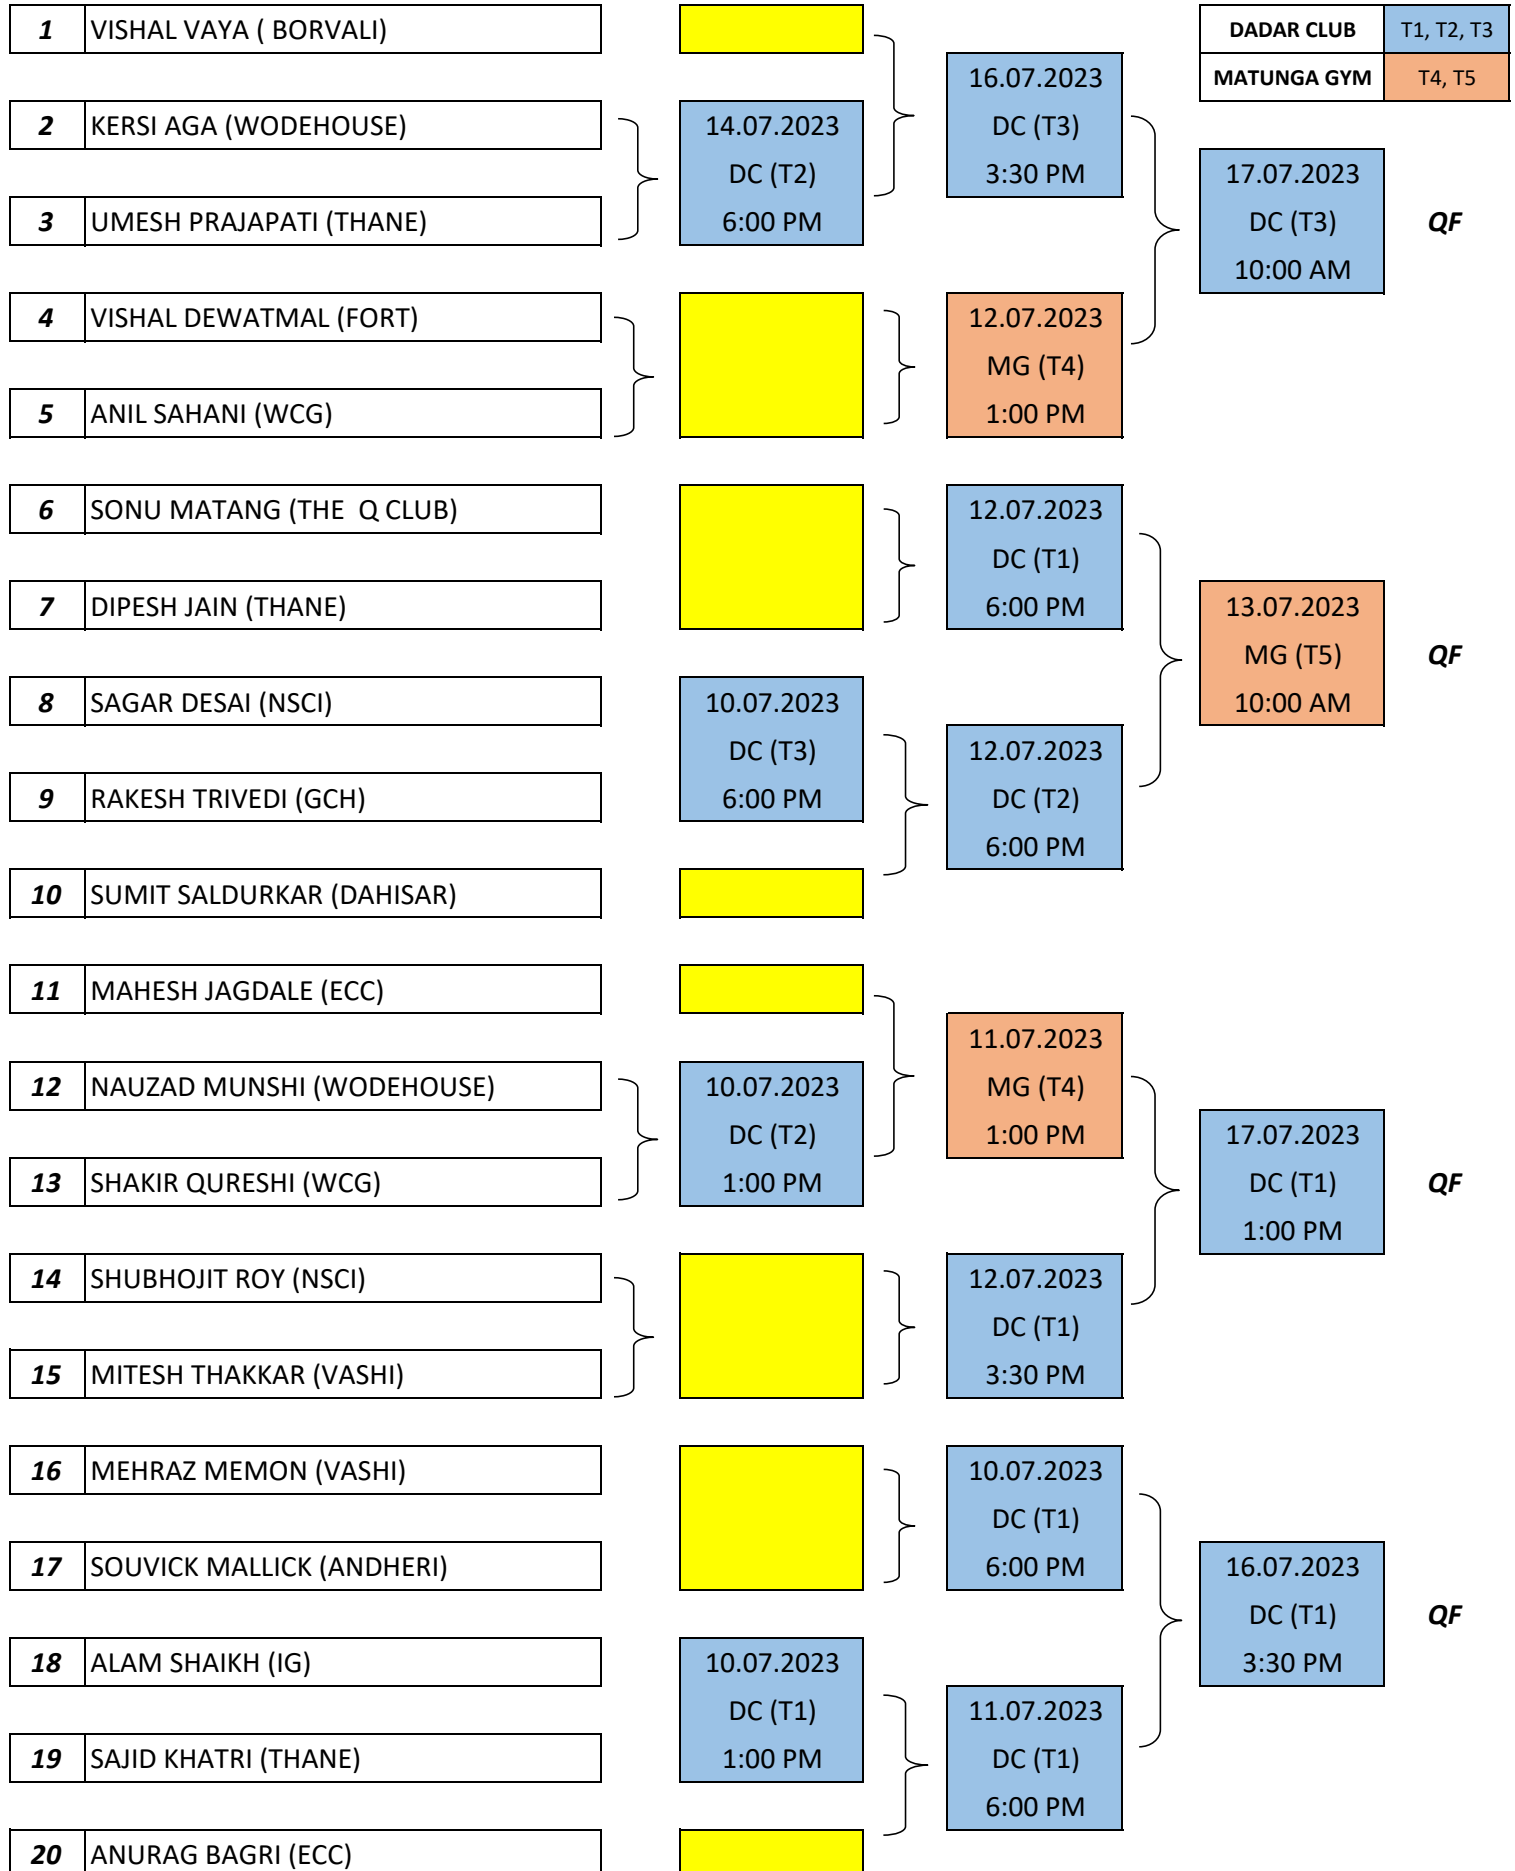 1 VISHAL VAYA ( BORVALI)
DADAR CLUB T1, T2, T3
MATUNGA GYM T4, T5
16.07.2023
DC (T3)
3:30 PM
2 KERSI AGA (WODEHOUSE)
14.07.2023
DC (T2)
6:00 PM
17.07.2023
DC (T3)
10:00 AM
QF
3 UMESH PRAJAPATI (THANE)
4 VISHAL DEWATMAL (FORT)
12.07.2023
MG (T4)
1:00 PM
5 ANIL SAHANI (WCG)
6 SONU MATANG (THE Q CLUB)
12.07.2023
DC (T1)
6:00 PM
7 DIPESH JAIN (THANE)
13.07.2023
MG (T5)
10:00 AM
QF
8 SAGAR DESAI (NSCI)
10.07.2023
DC (T3)
6:00 PM
12.07.2023
DC (T2)
6:00 PM
9 RAKESH TRIVEDI (GCH)
10 SUMIT SALDURKAR (DAHISAR)
11 MAHESH JAGDALE (ECC)
11.07.2023
MG (T4)
1:00 PM
12 NAUZAD MUNSHI (WODEHOUSE)
10.07.2023
DC (T2)
1:00 PM
17.07.2023
DC (T1)
1:00 PM
QF
13 SHAKIR QURESHI (WCG)
14 SHUBHOJIT ROY (NSCI)
12.07.2023
DC (T1)
3:30 PM
15 MITESH THAKKAR (VASHI)
16 MEHRAZ MEMON (VASHI)
10.07.2023
DC (T1)
6:00 PM
17 SOUVICK MALLICK (ANDHERI)
16.07.2023
DC (T1)
3:30 PM
QF
18 ALAM SHAIKH (IG)
10.07.2023
DC (T1)
1:00 PM
11.07.2023
DC (T1)
6:00 PM
19 SAJID KHATRI (THANE)
20 ANURAG BAGRI (ECC)